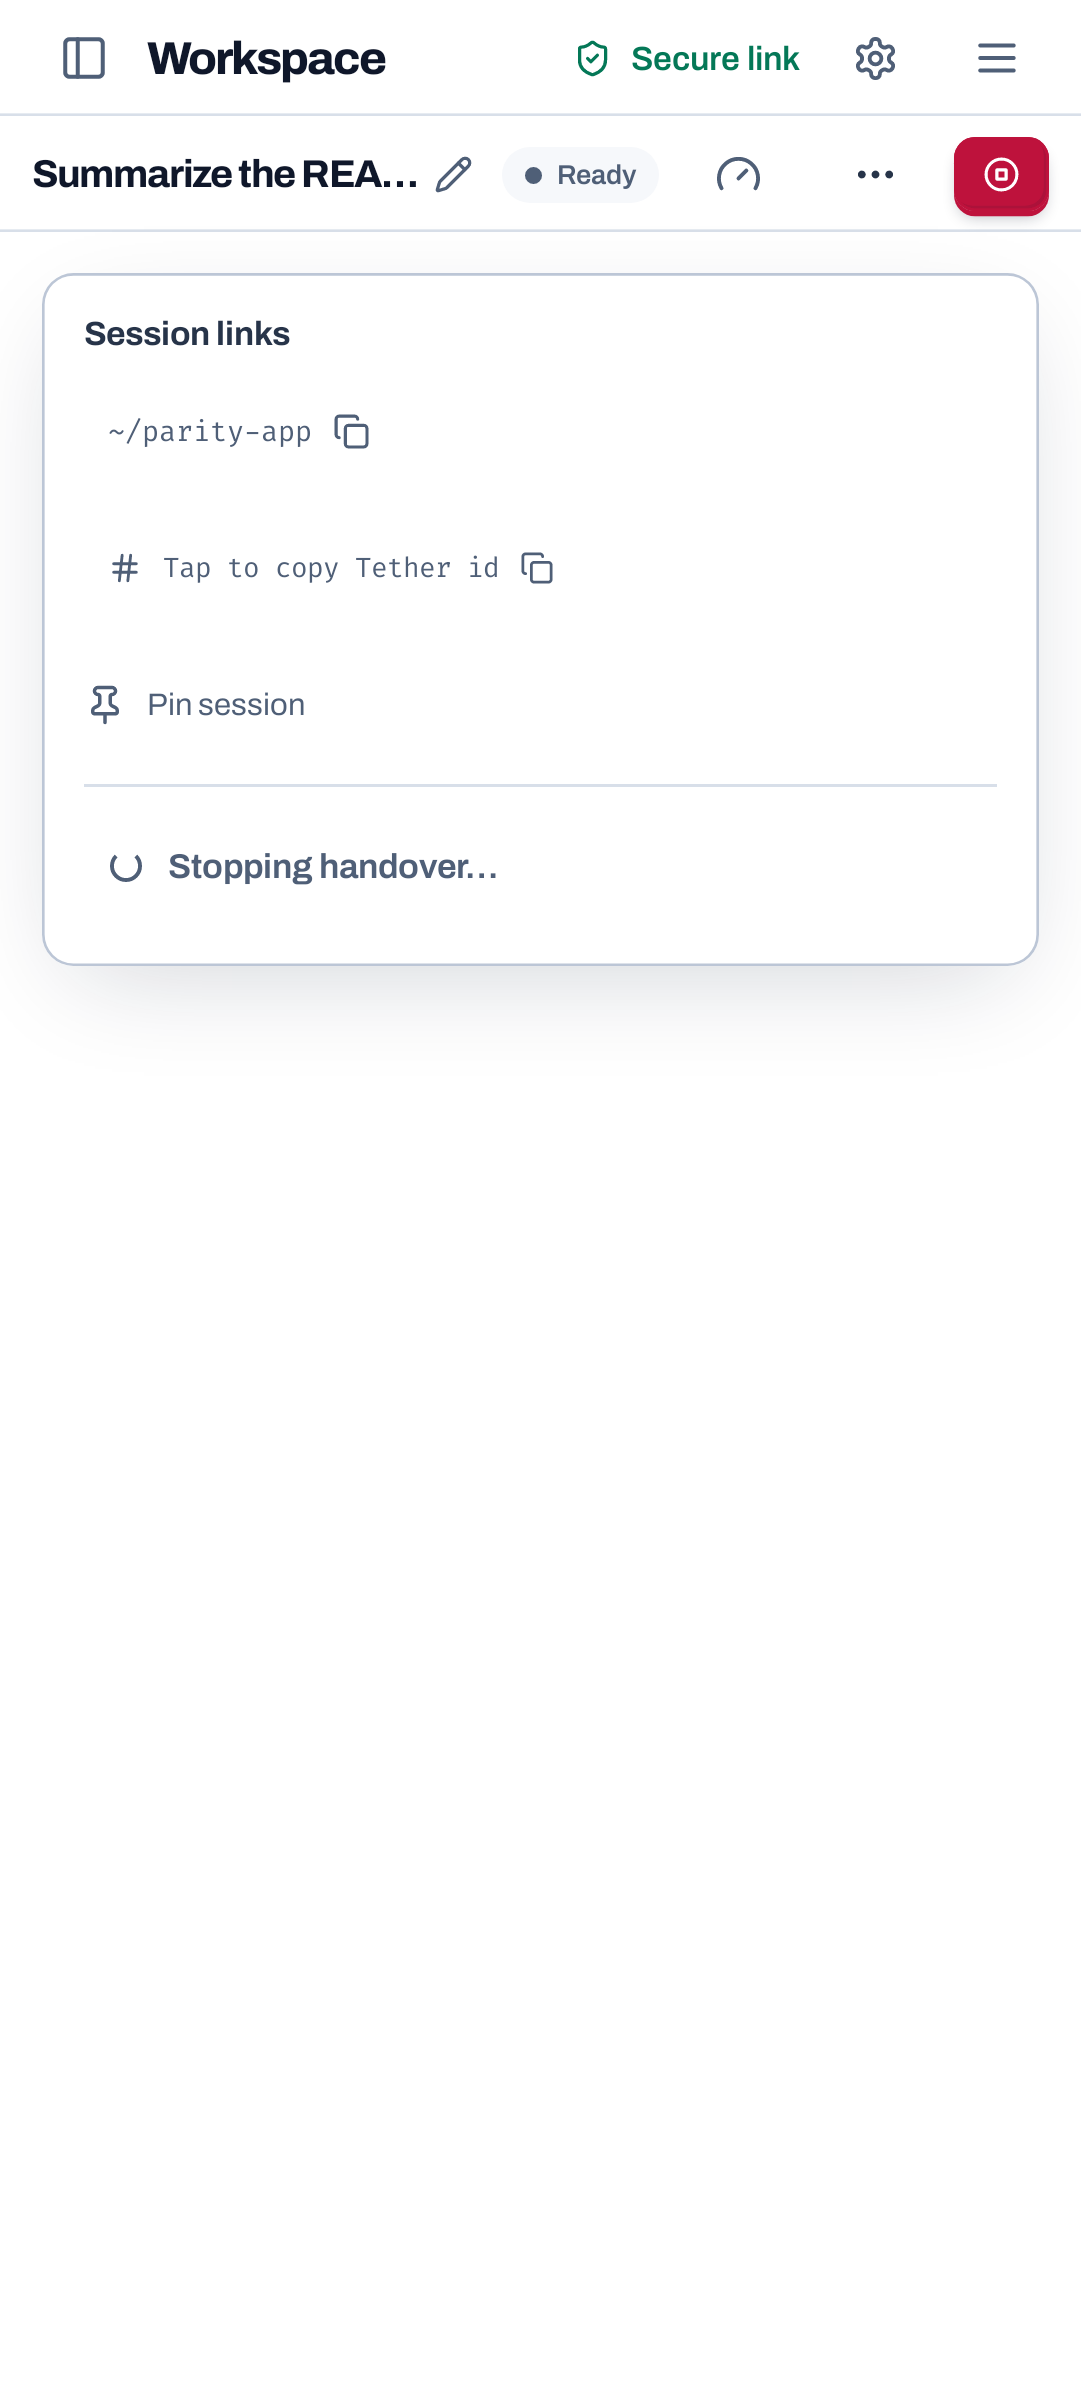 Workspace
Secure link
Summarize the REA...
Ready
Session links
~/parity-app
# Tap to copy Tether id
Pin session
Stopping handover...